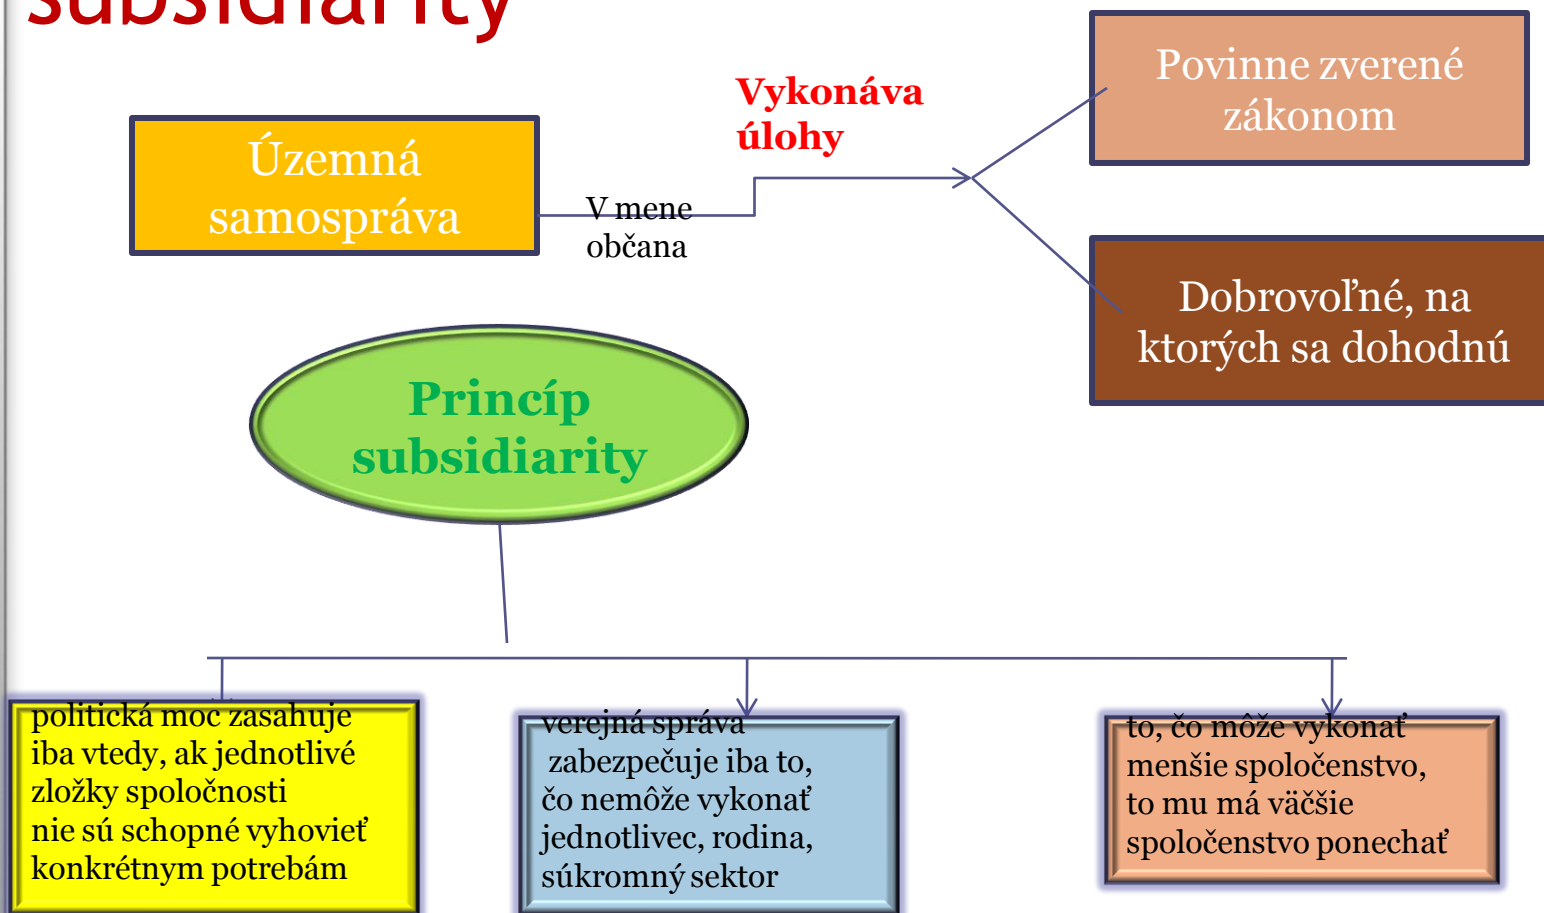 subsidiarity
Územná
samospráva
V mene
občana
Vykonáva
úlohy
Povinne zverené
zákonom
Dobrovoľné, na
ktorých sa dohodnú
Princíp
subsidiarity
politická moc zasahuje
iba vtedy, ak jednotlivé
zložky spoločnosti
nie sú schopné vyhovieť
konkrétnym potrebám
verejná správa
zabezpečuje iba to,
čo nemôže vykonať
jednotlivec, rodina,
súkromný sektor
to, čo môže vykonať
menšie spoločenstvo,
to mu má väčšie
spoločenstvo ponechať